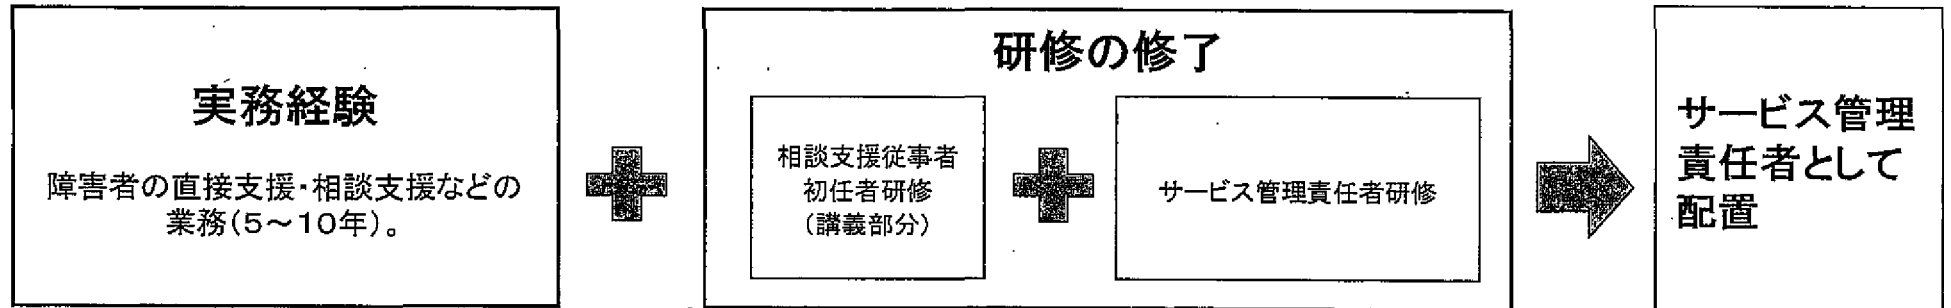 実務経験
障害者の直接支援・相談支援などの
業務(5～10年)。
研修の修了
相談支援従事者
初任者研修
(講義部分)
サービス管理責任者研修
サービス管理
責任者として
配置